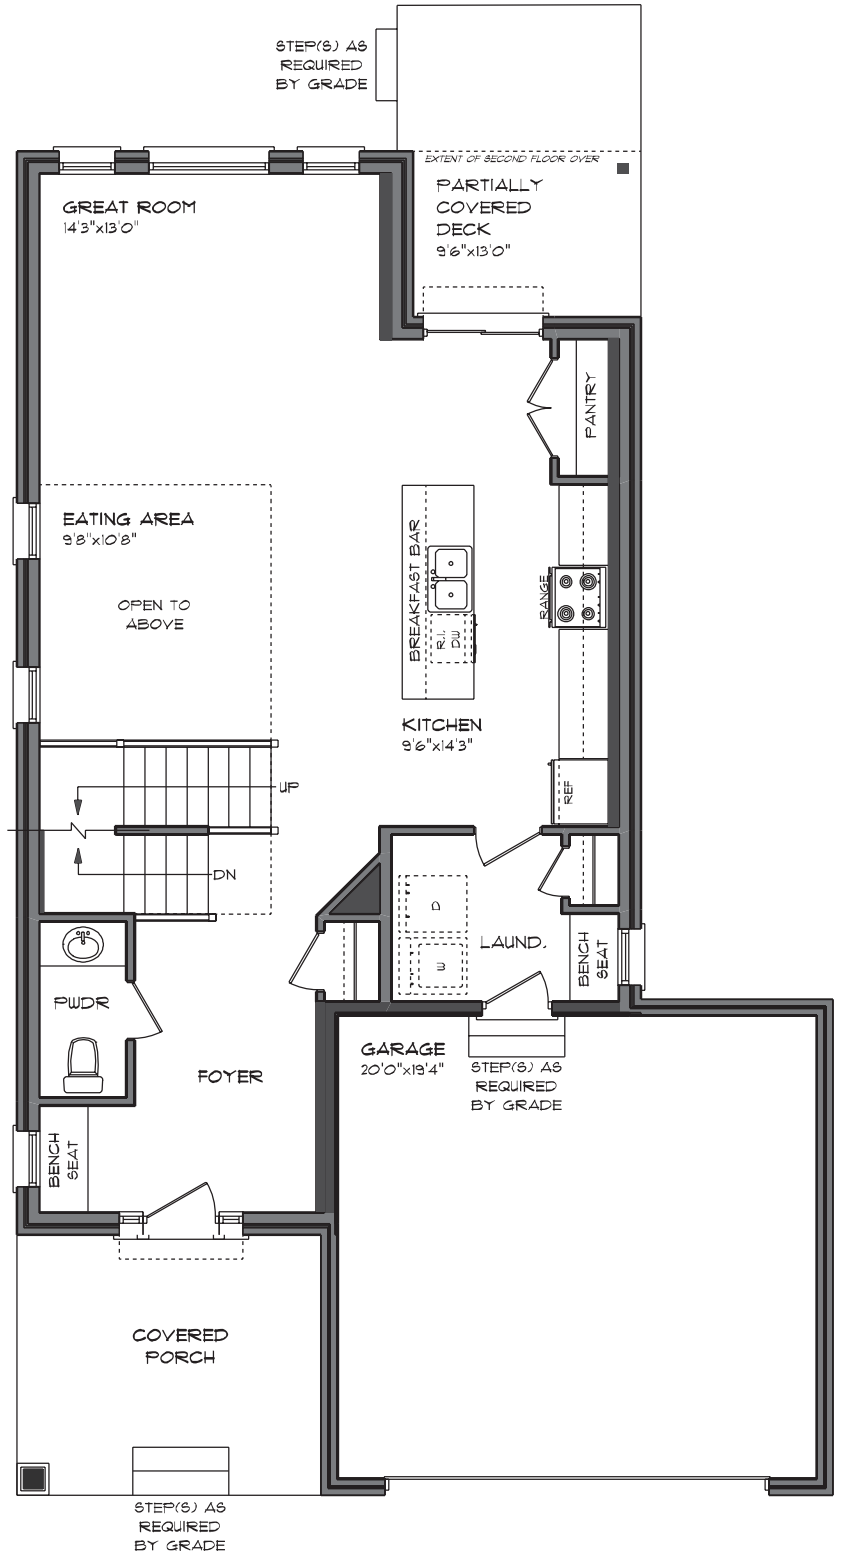 STEP(S) AS
REQUIRED
BY GRADE
EXTENT OF SECOND FLOOR OVER
PARTIALLY
COVERED
DECK
9'6"x13'0"
GREAT ROOM
14'3"x13'0"
PANTRY
EATING AREA
9'8"x10'8"
OPEN TO
ABOVE
BREAKFAST BAR
R.I.
DW
RANGE
KITCHEN
9'6"x14'3"
REF
UP
DN
D
W
LAUND.
BENCH
SEAT
PWDR
FOYER
GARAGE
20'0"x19'4"
STEP(S) AS
REQUIRED
BY GRADE
BENCH
SEAT
COVERED
PORCH
STEP(S) AS
REQUIRED
BY GRADE